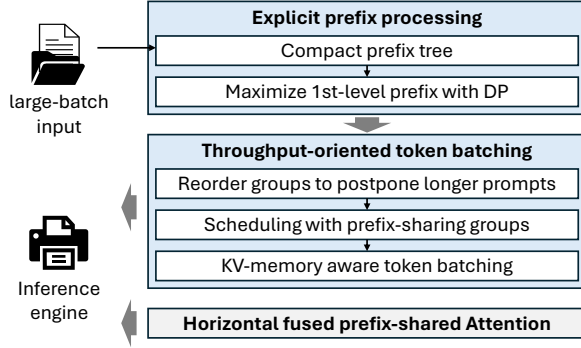 Explicit prefix processing
Compact prefix tree
Maximize 1st-level prefix with DP
large-batch
input
Throughput-oriented token batching
Reorder groups to postpone longer prompts
Scheduling with prefix-sharing groups
KV-memory aware token batching
Inference
engine
Horizontal fused prefix-shared Attention